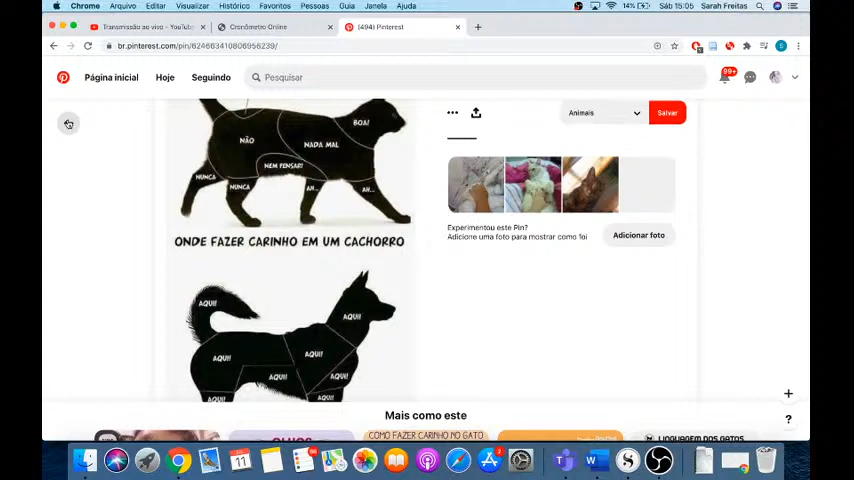 Chrome Arquivo Editar Visualizar Histórico Favoritos Pessoas Guia Janela Ajuda 14% Sáb 15:05 Sarah Freitas
Transmissão ao vivo - YouTube Cronômetro Online (494) Pinterest
br.pinterest.com/pin/624663410806956239/
Página inicial Hoje Seguindo Pesquisar 99+
Animais Salvar
BOA!
NÃO
NADA MAL
NEM PENSAR!
NUNCA
NUNCA
AH...
AH...
ONDE FAZER CARINHO EM UM CACHORRO
Experimentou este Pin?
Adicione uma foto para mostrar como foi
Adicionar foto
AQUI!
AQUI!
AQUI!
AQUI!
AQUI!
AQUI!
AQUI!
AQUI!
Mais como este
COMO FAZER CARINHO NO GATO
LINGUAGEM DOS GATOS
?